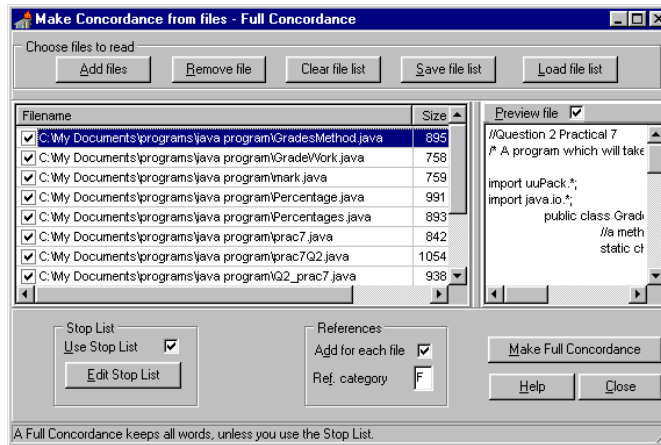 Make Concordance from files - Full Concordance
Choose files to read
Add files Remove file Clear file list Save file list Load file list
Filename Size Preview file
C:\My Documents\programs\java program\GradesMethod.java 895
C:\My Documents\programs\java program\GradeWork.java 758
C:\My Documents\programs\java program\mark.java 759
C:\My Documents\programs\java program\Percentage.java 991
C:\My Documents\programs\java program\Percentages.java 893
C:\My Documents\programs\java program\prac7.java 842
C:\My Documents\programs\java program\prac7Q2.java 1054
C:\My Documents\programs\java program\Q2_prac7.java 938
//Question 2 Practical 7
/* A program which will take
import uuPack.*;
import java.io.*;
public class Grade
//a meth
static ch
Stop List
Use Stop List
Edit Stop List
References
Add for each file
Ref. category F
Make Full Concordance
Help Close
A Full Concordance keeps all words, unless you use the Stop List.